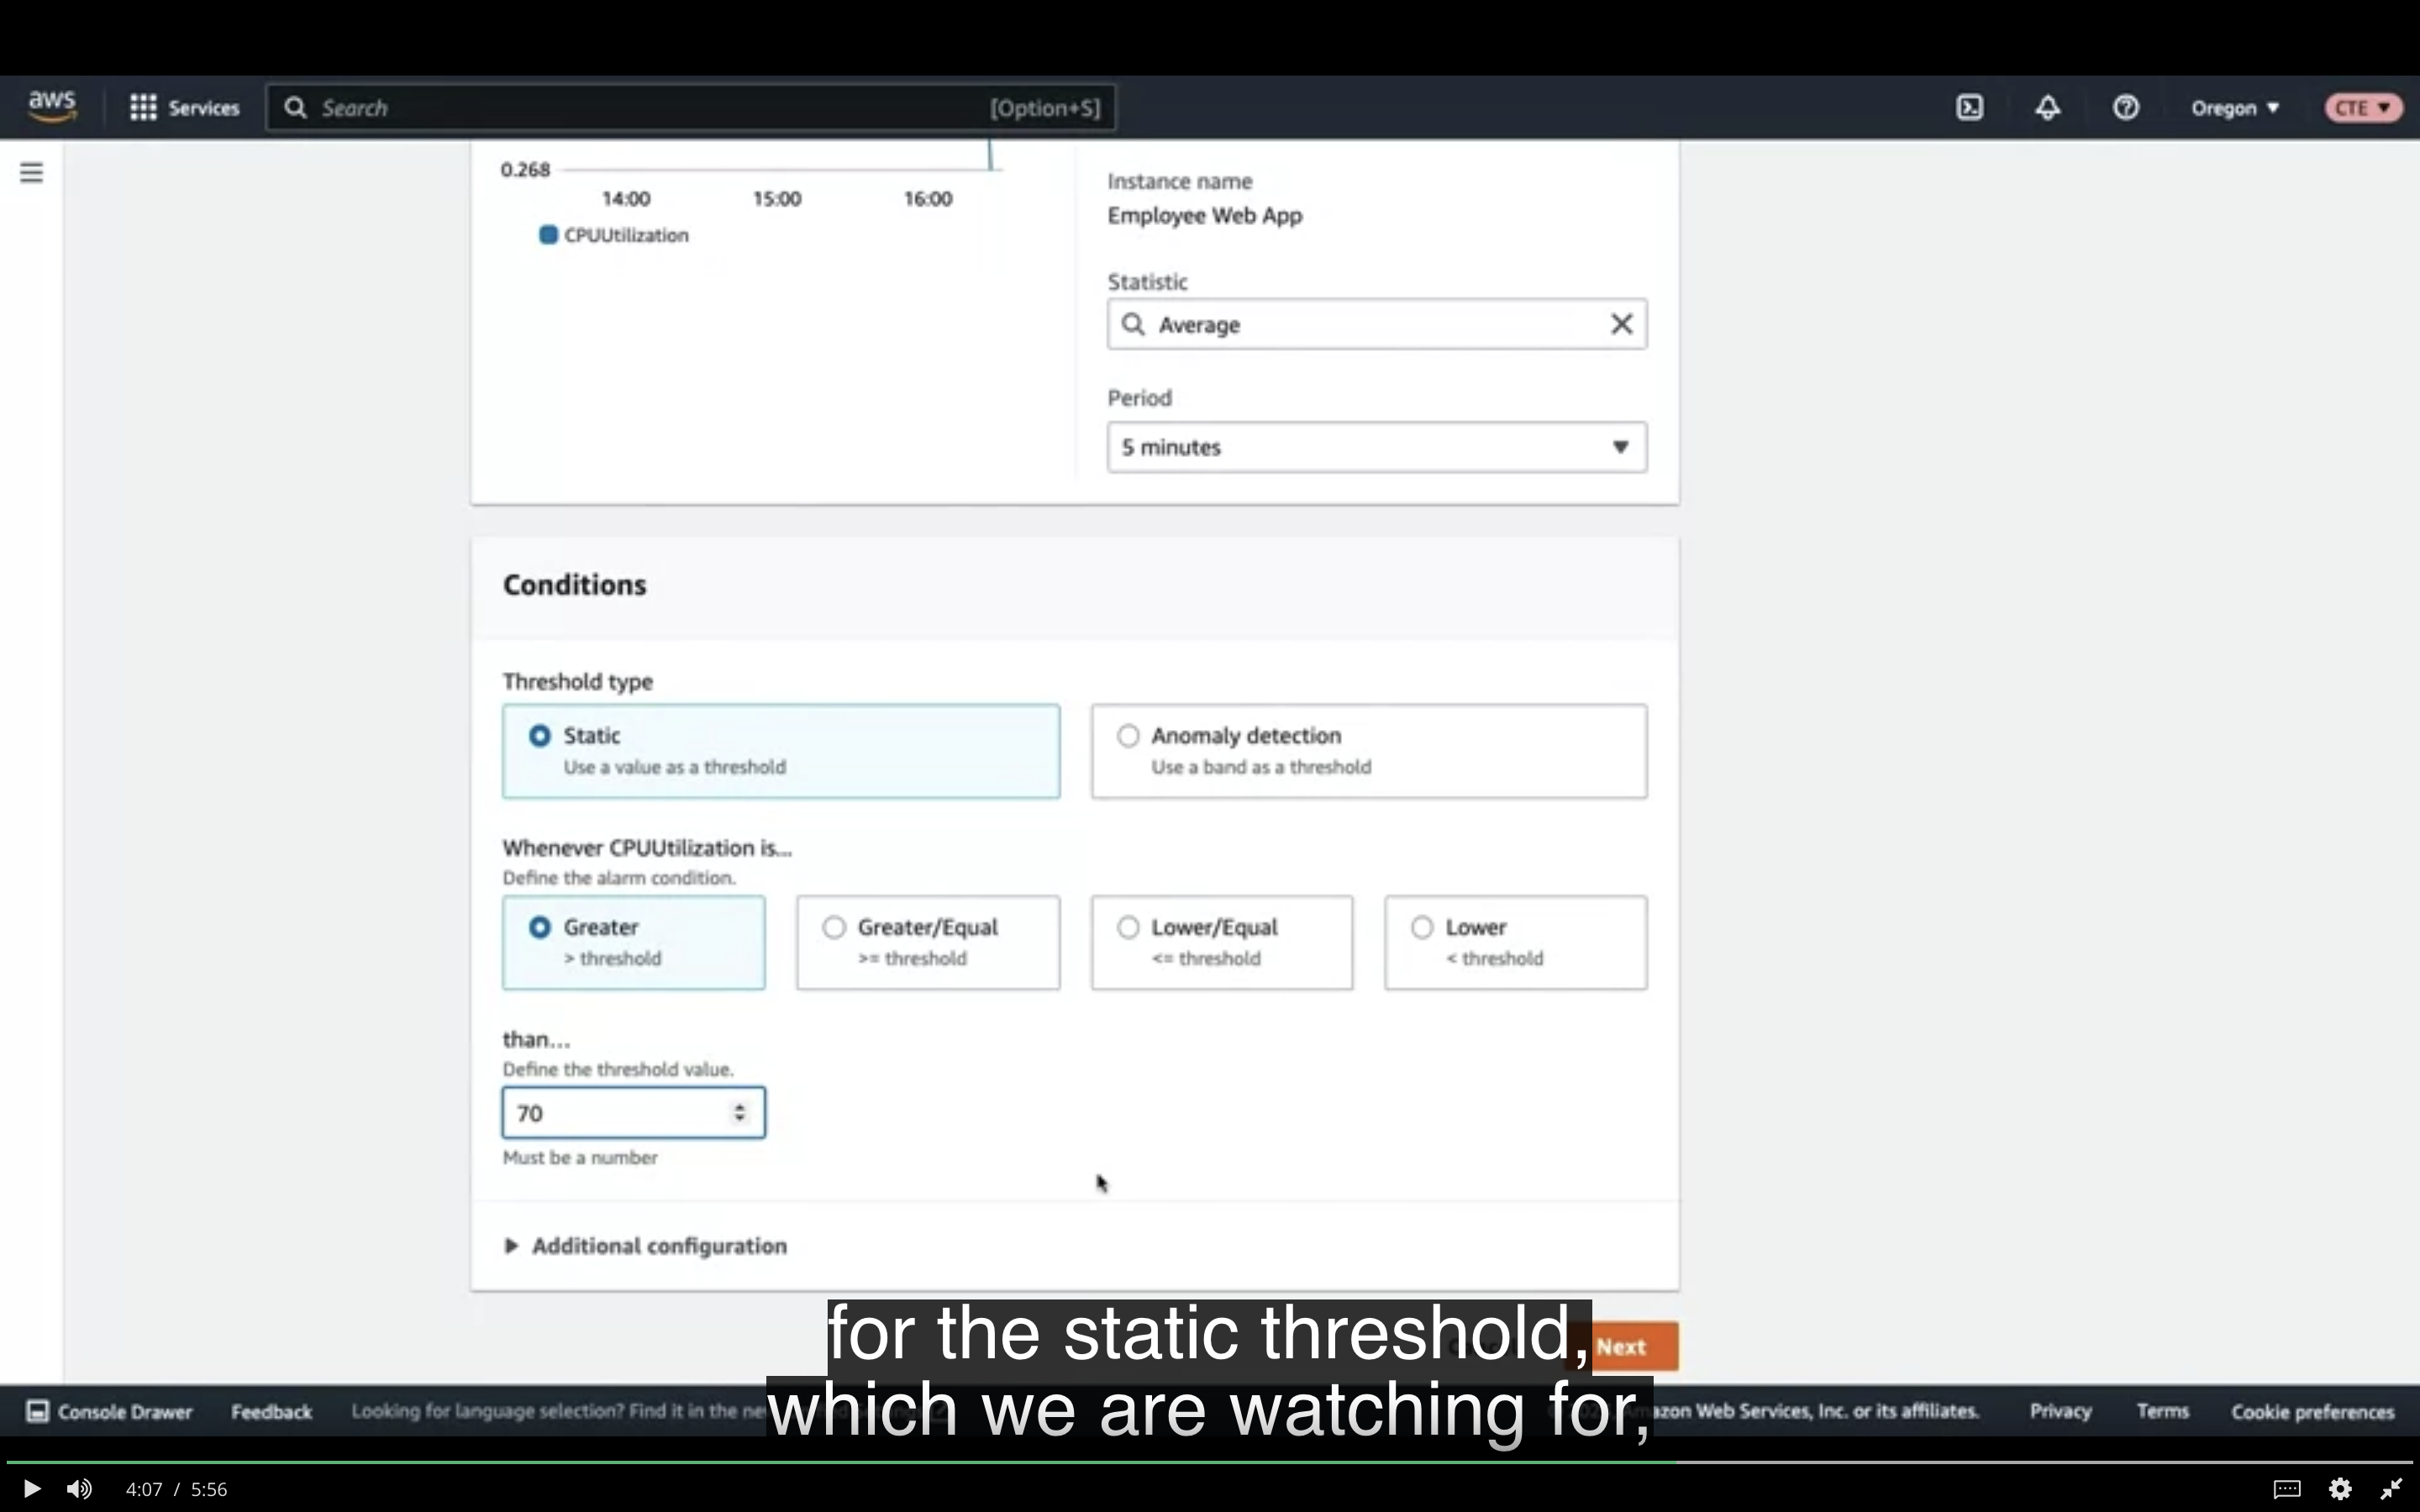 aws
Services
Search
[Option+S]
Oregon
CTE
0.268
14:00 15:00 16:00
CPUUtilization
Instance name
Employee Web App
Statistic
Average
Period
5 minutes
Conditions
Threshold type
Static
Use a value as a threshold
Anomaly detection
Use a band as a threshold
Whenever CPUUtilization is...
Define the alarm condition.
Greater
> threshold
Greater/Equal
>= threshold
Lower/Equal
<= threshold
Lower
< threshold
than...
Define the threshold value.
70
Must be a number
Additional configuration
Next
for the static threshold,
which we are watching for,
Console Drawer
Feedback
Looking for language selection? Find it in the
Web Services, Inc. or its affiliates.
Privacy
Terms
Cookie preferences
4:07 / 5:56